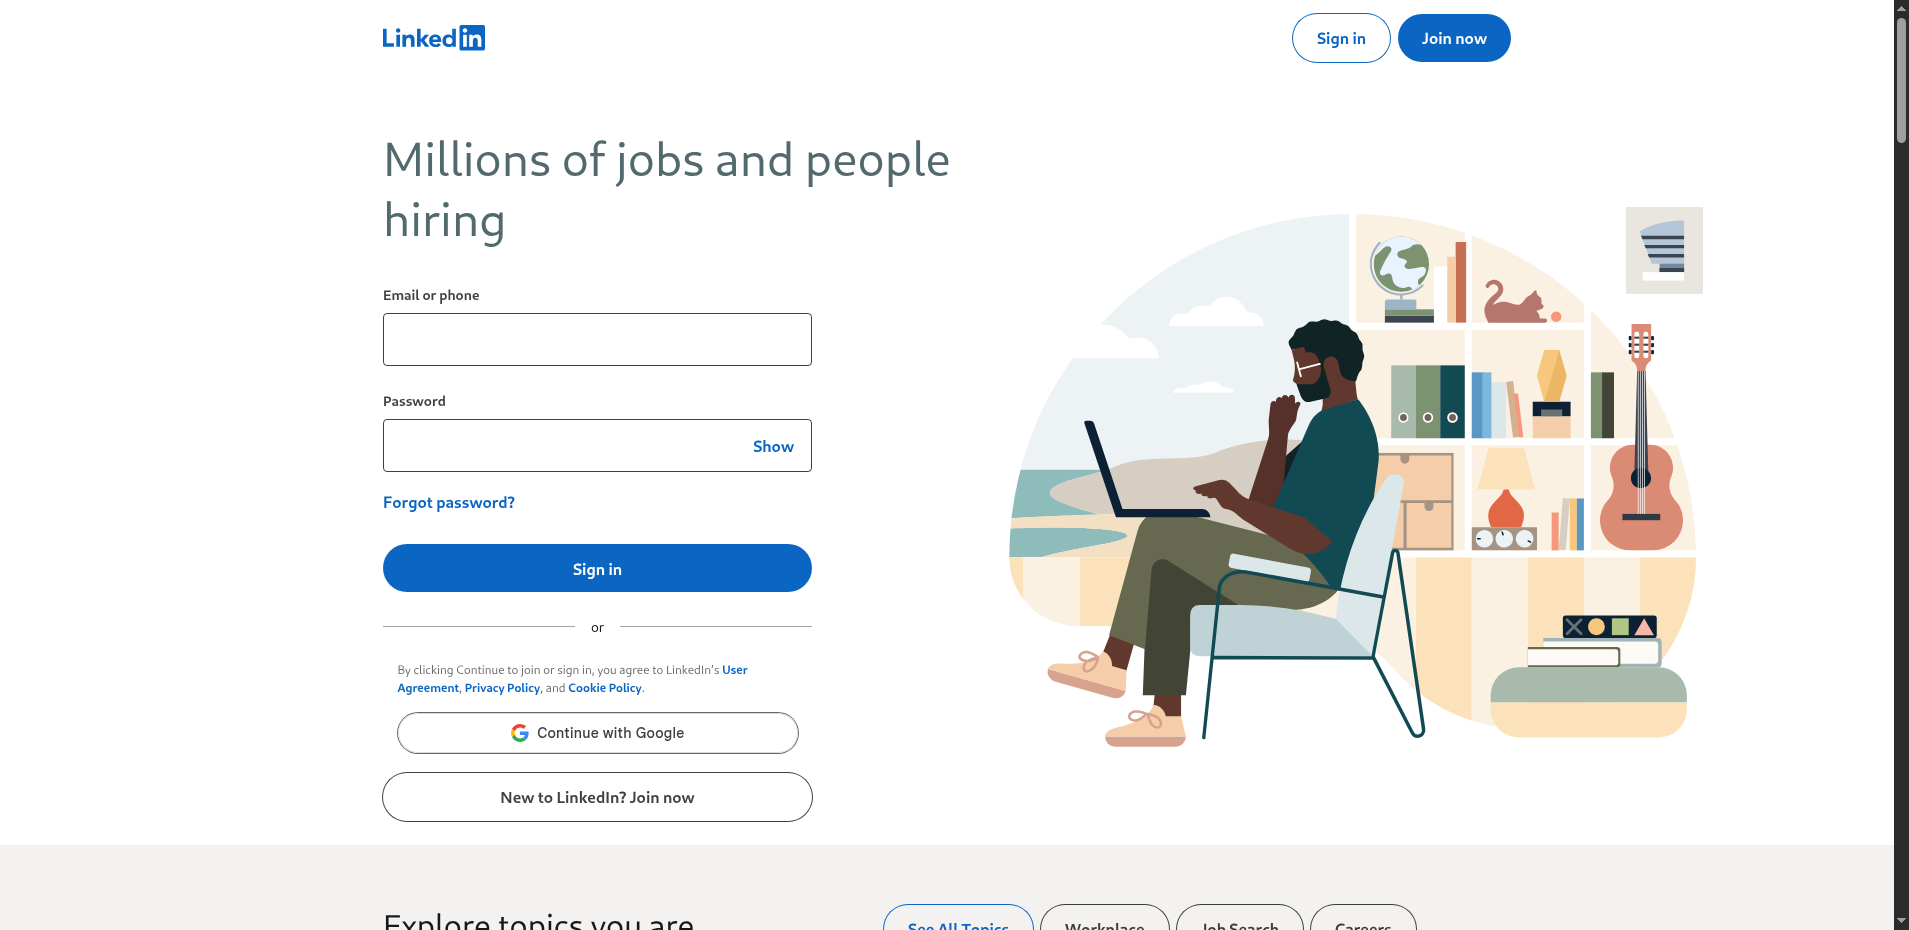 Linked in
Sign in
Join now
Millions of jobs and people
hiring
Email or phone
Password
Show
Forgot password?
Sign in
or
By clicking Continue to join or sign in, you agree to LinkedIn’s User
Agreement, Privacy Policy, and Cookie Policy.
Continue with Google
New to LinkedIn? Join now
Explore topics you are
See All Topics
Workplace
Job Search
Careers